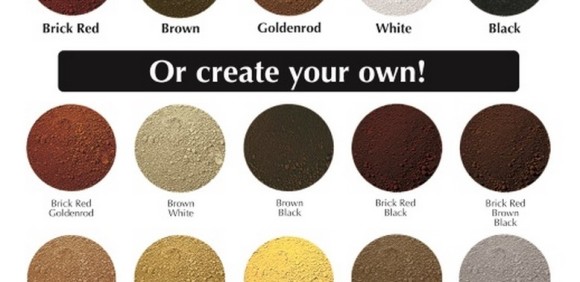 Brick Red Brown Goldenrod White Black
Or create your own!
Brick Red
Goldenrod
Brown
White
Brown
Black
Brick Red
Black
Brick Red
Brown
Black